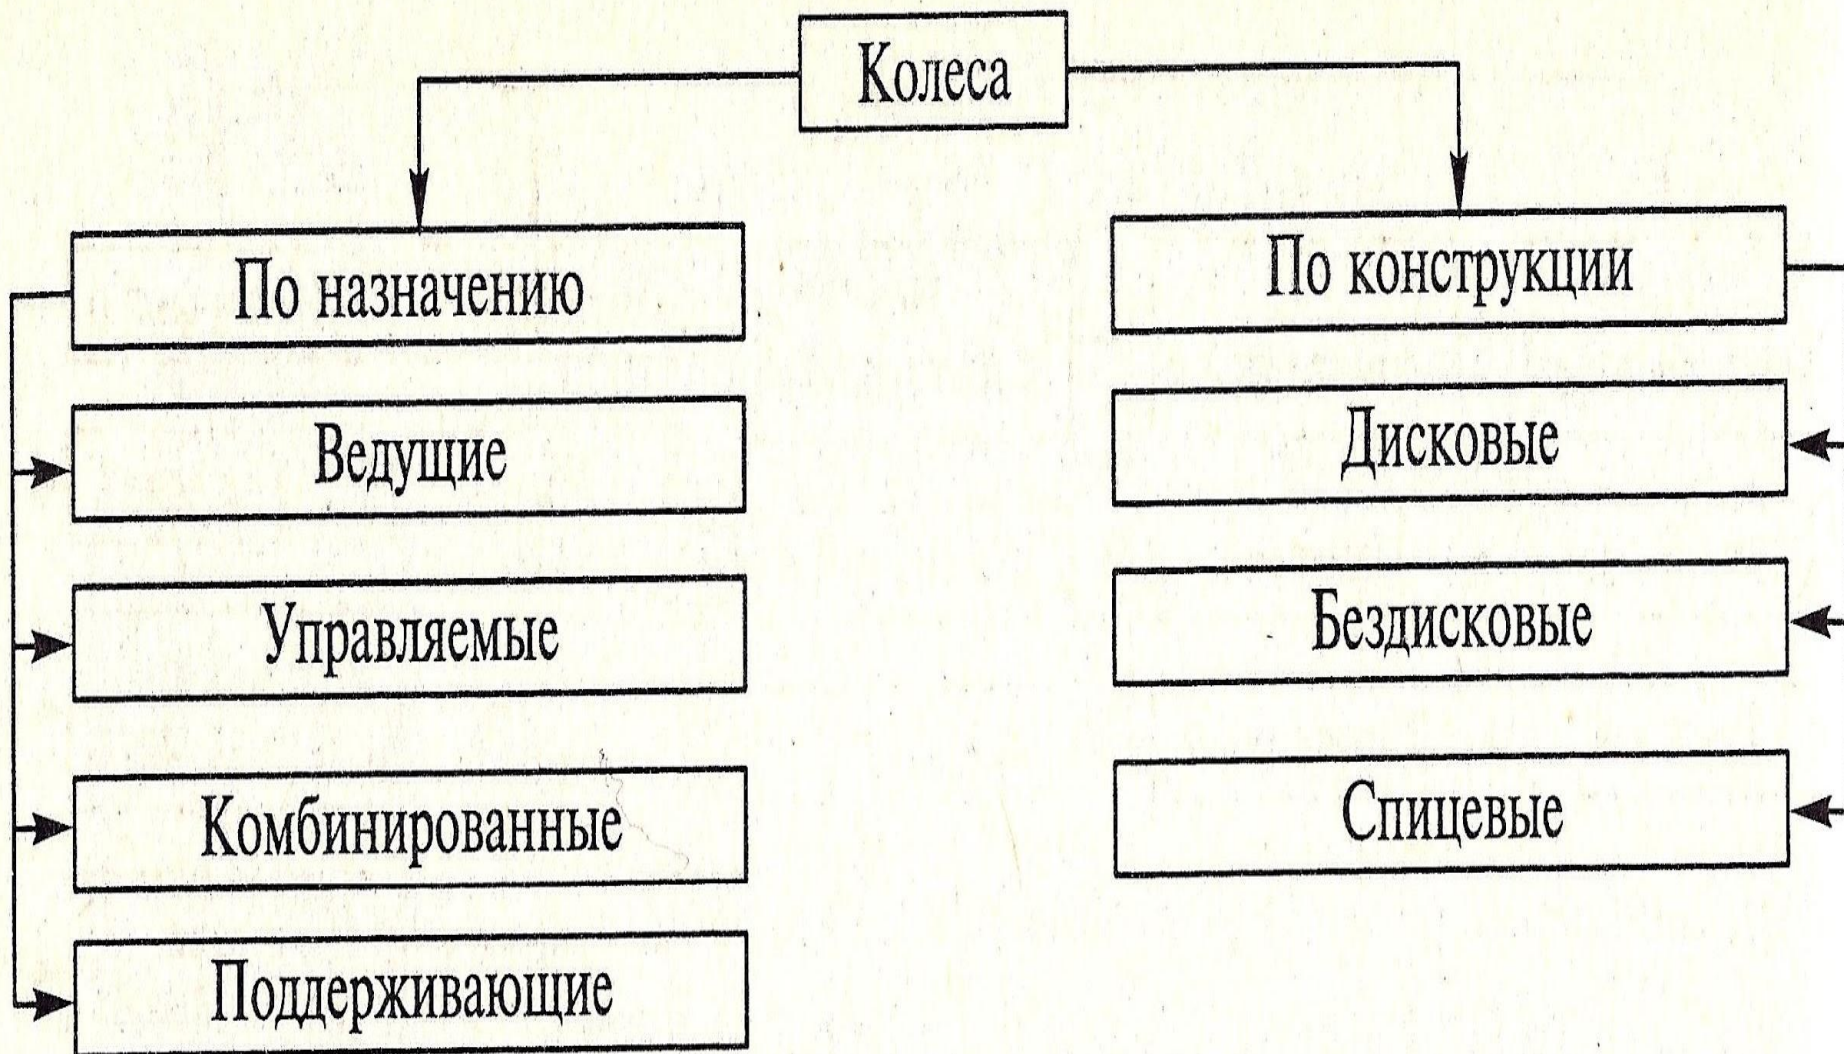 Колеса
По назначению
Ведущие
Управляемые
Комбинированные
Поддерживающие
По конструкции
Дисковые
Бездисковые
Спицевые